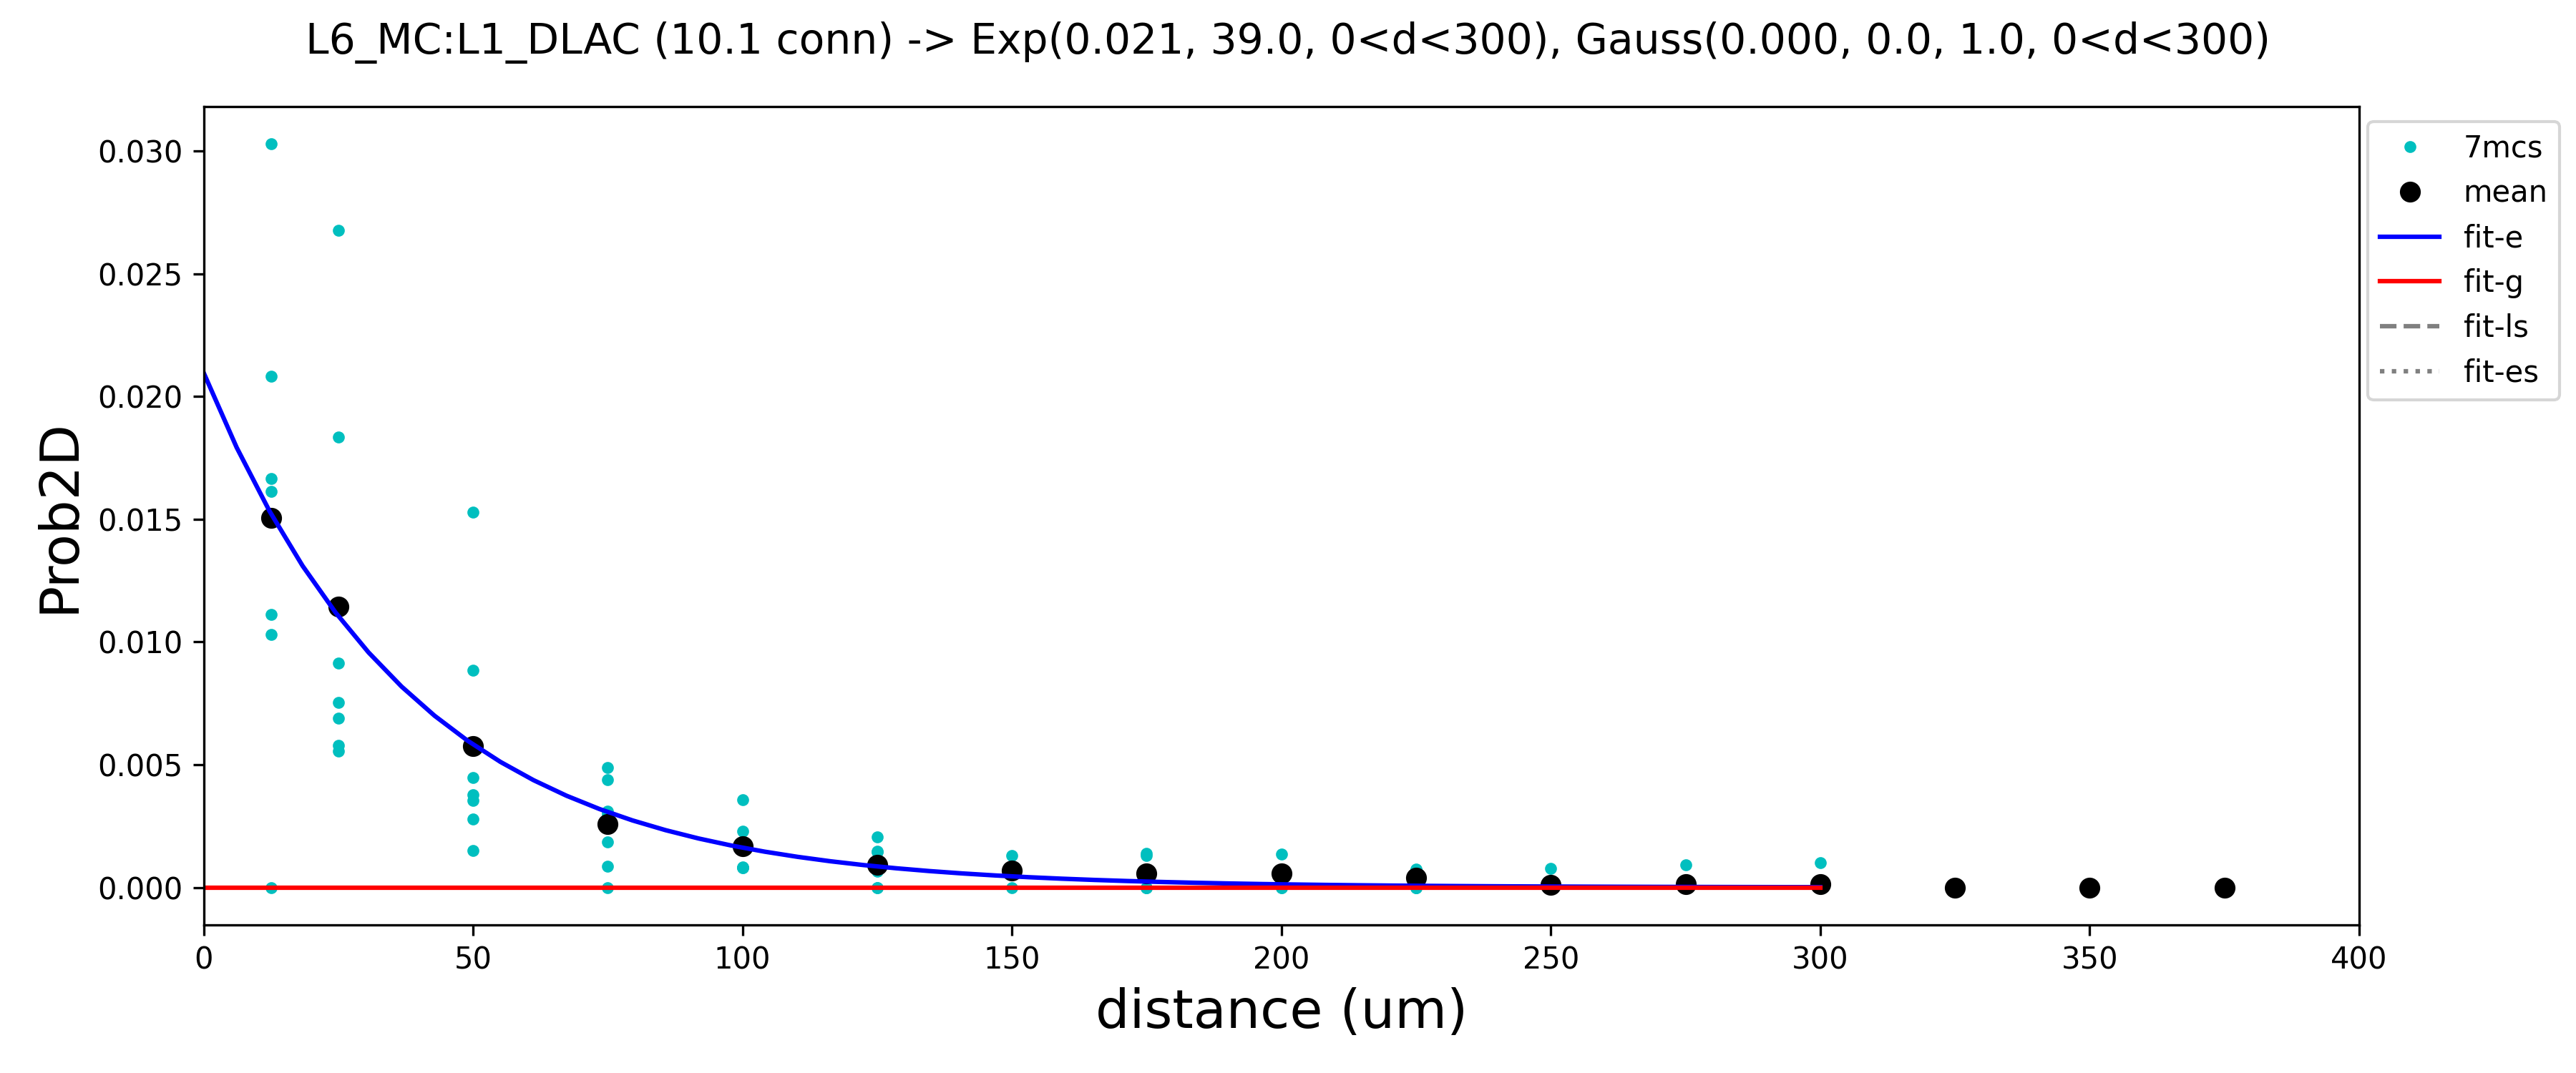 L6_MC:L1_DLAC (10.1 conn) -> Exp(0.021, 39.0, 0<d<300), Gauss(0.000, 0.0, 1.0, 0<d<300)
Prob2D
0.030
0.025
0.020
0.015
0.010
0.005
0.000
0 50 100 150 200 250 300 350 400
distance (um)
7mcs
mean
fit-e
fit-g
fit-ls
fit-es